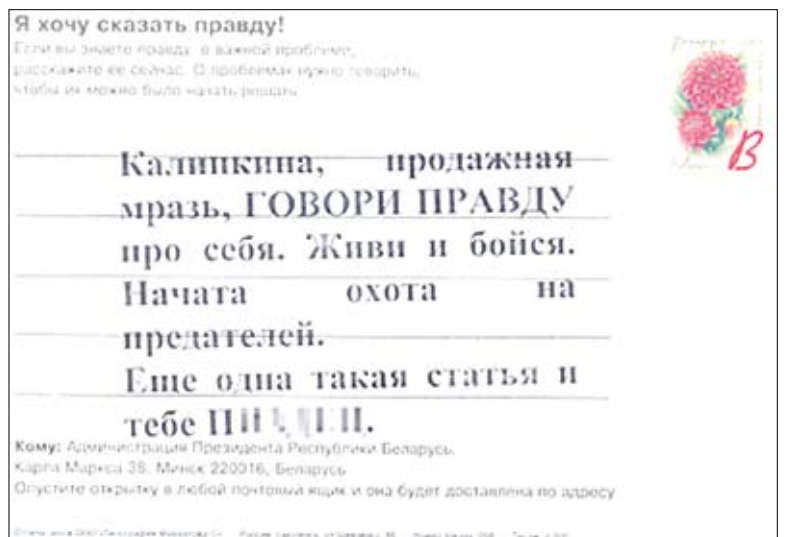 Я хочу сказать правду!
Если вы знаете правду о важной проблеме,
расскажите ее сейчас. О проблемах нужно говорить,
чтобы их можно было начать решать
Калинкина, продажная
мразь, ГОВОРИ ПРАВДУ
про себя. Живи и бойся.
Начата охота на
предателей.
Еще одна такая статья и
тебе
B
Кому: Администрация Президента Республики Беларусь.
Карла Маркса 38, Минск 220016, Беларусь
Опустите открытку в любой почтовый ящик и она будет доставлена по адресу